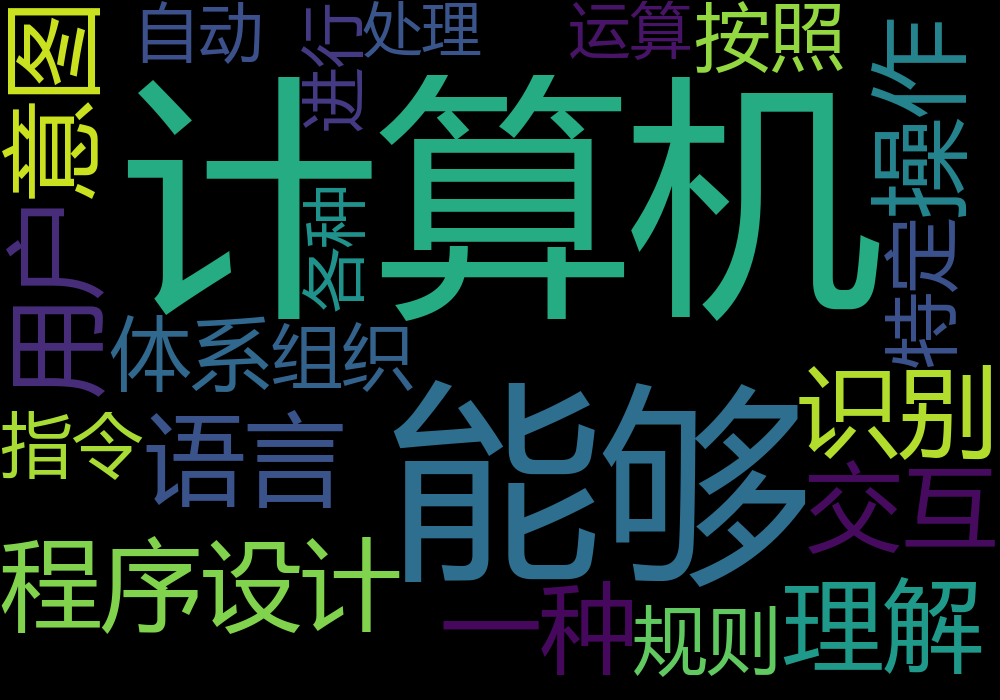 意图
自动
进行
处理
运算
按照
操作
计算机
用户
各种
特定
体系
组织
能够
识别
指令
语言
交互
程序设计
一种
规则
理解